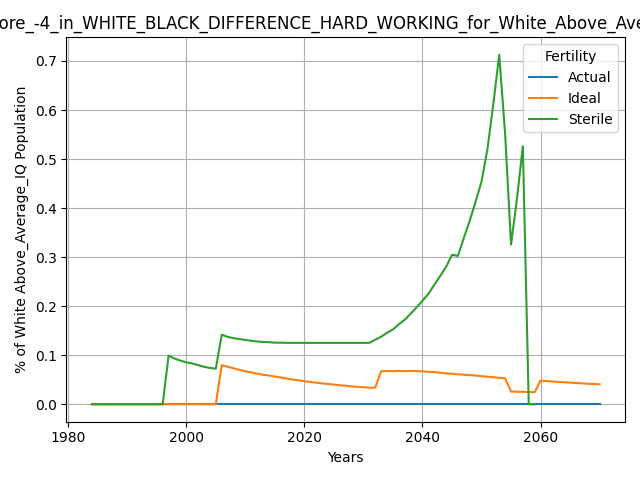 ore_-4_in_WHITE_BLACK_DIFFERENCE_HARD_WORKING_for_White_Above_Ave
Fertility
Actual
Ideal
Sterile
% of White Above_Average_IQ Population
0.7
0.6
0.5
0.4
0.3
0.2
0.1
0.0
1980
2000
2020
2040
2060
Years